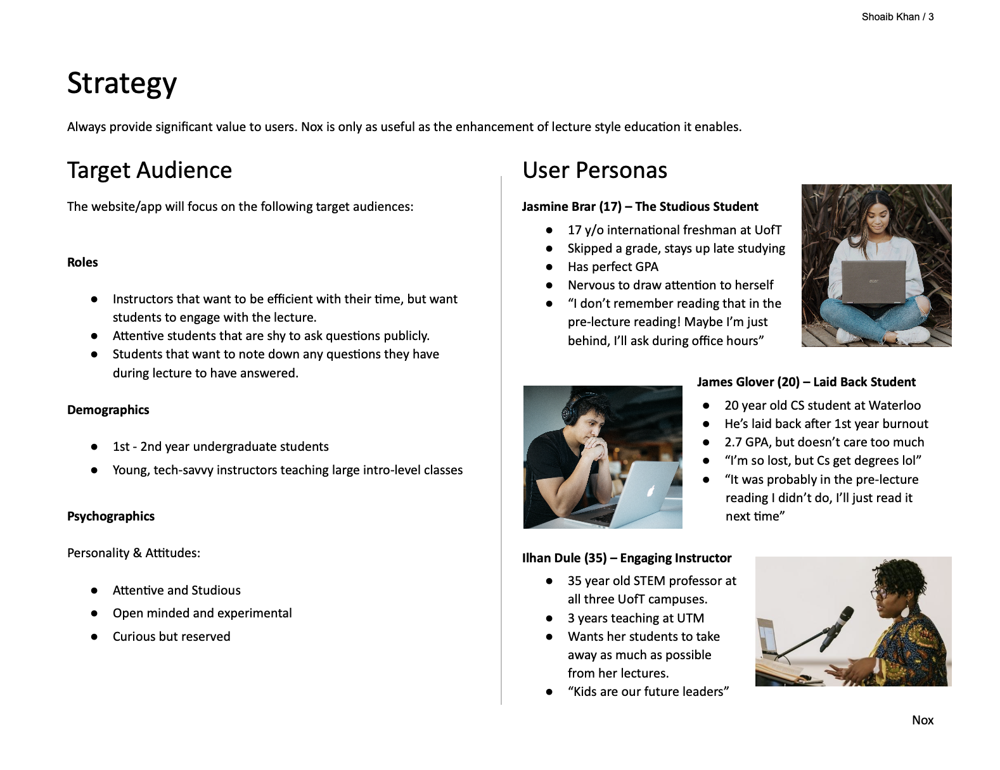 Shoaib Khan / 3
Strategy
Always provide significant value to users. Nox is only as useful as the enhancement of lecture style education it enables.
Target Audience
The website/app will focus on the following target audiences:
Roles
● Instructors that want to be efficient with their time, but want
students to engage with the lecture.
● Attentive students that are shy to ask questions publicly.
● Students that want to note down any questions they have
during lecture to have answered.
Demographics
● 1st - 2nd year undergraduate students
● Young, tech-savvy instructors teaching large intro-level classes
Psychographics
Personality & Attitudes:
● Attentive and Studious
● Open minded and experimental
● Curious but reserved
User Personas
Jasmine Brar (17) – The Studious Student
● 17 y/o international freshman at UofT
● Skipped a grade, stays up late studying
● Has perfect GPA
● Nervous to draw attention to herself
● “I don’t remember reading that in the
pre-lecture reading! Maybe I’m just
behind, I’ll ask during office hours”
acer
James Glover (20) – Laid Back Student
● 20 year old CS student at Waterloo
● He’s laid back after 1st year burnout
● 2.7 GPA, but doesn’t care too much
● “I’m so lost, but Cs get degrees lol”
● “It was probably in the pre-lecture
reading I didn’t do, I’ll just read it
next time”
Ilhan Dule (35) – Engaging Instructor
● 35 year old STEM professor at
all three UofT campuses.
● 3 years teaching at UTM
● Wants her students to take
away as much as possible
from her lectures.
● “Kids are our future leaders”
Nox